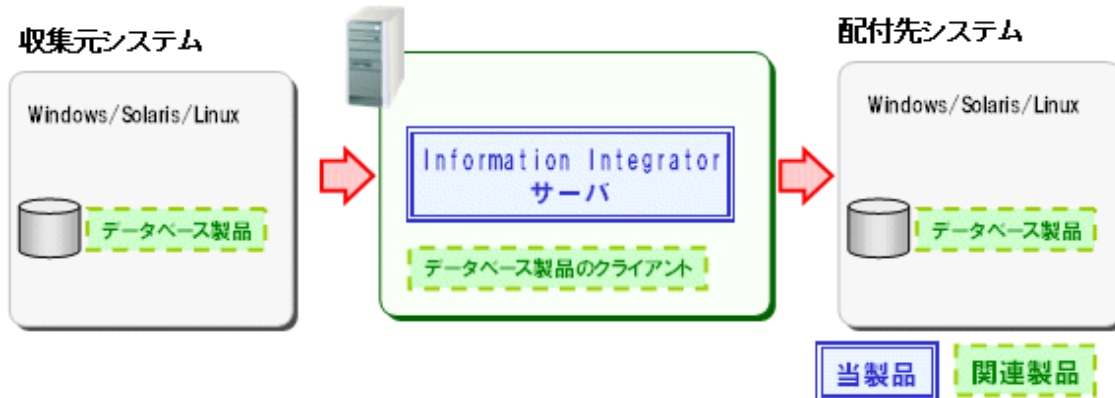 収集元システム
Windows/Solaris/Linux
データベース製品
Information Integrator
サーバ
データベース製品のクライアント
配付先システム
Windows/Solaris/Linux
データベース製品
当製品
関連製品